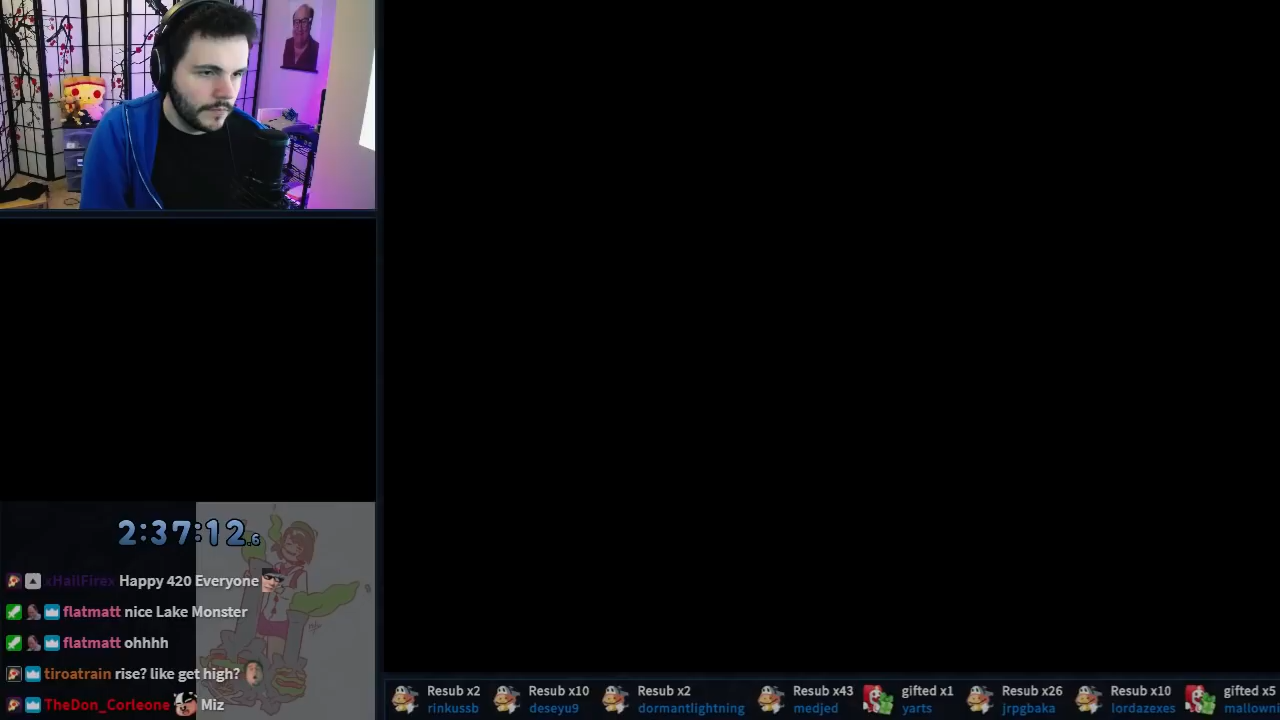 2:37:12.6
xHailFirex Happy 420 Everyone
flatmatt nice Lake Monster
flatmatt ohhhh
tiroatrain rise? like get high?
TheDon_Corleone Miz
Resub x2
rinkussb
Resub x10
deseyu9
Resub x2
dormantlightning
Resub x43
medjed
gifted x1
yarts
Resub x26
jrpgbaka
Resub x10
lordazexes
gifted x5
mallowni